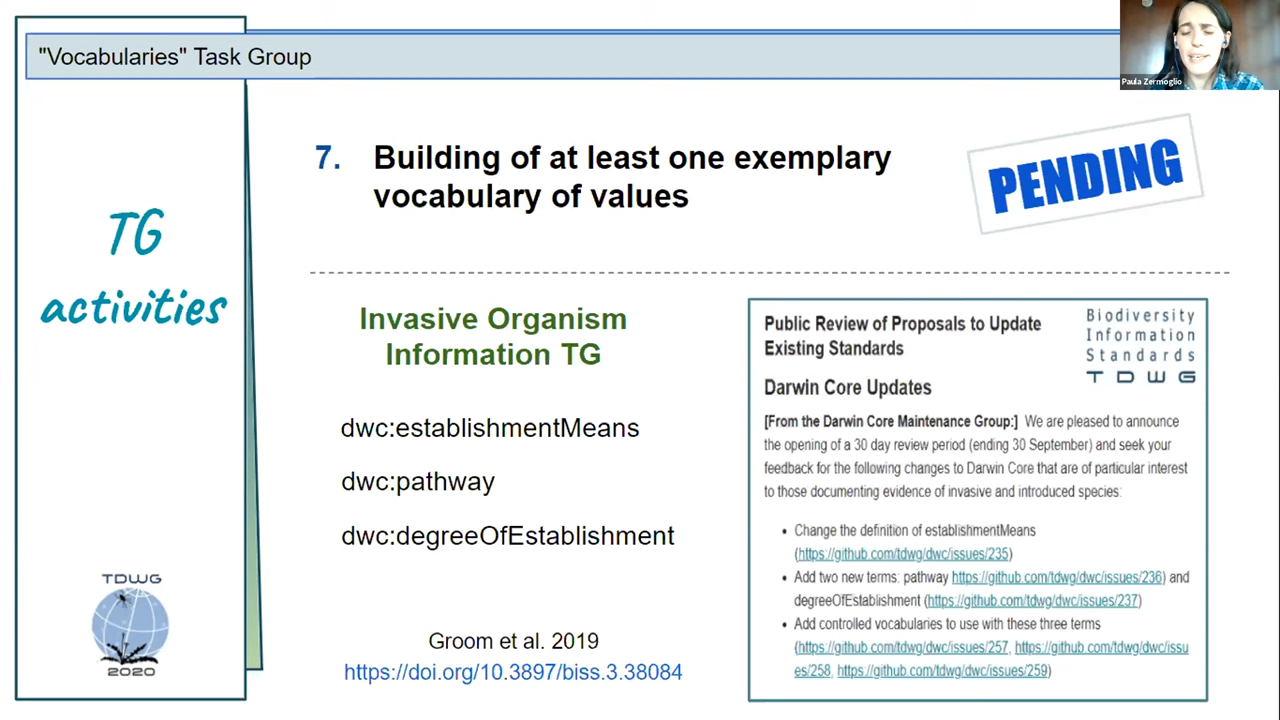 "Vocabularies" Task Group
Paula Zermoglio
7. Building of at least one exemplary
vocabulary of values
PENDING
TG
activities
Invasive Organism
Information TG
dwc:establishmentMeans
dwc:pathway
dwc:degreeOfEstablishment
Groom et al. 2019
https://doi.org/10.3897/biss.3.38084
Public Review of Proposals to Update
Existing Standards
Biodiversity
Information
Standards
TDWG
Darwin Core Updates
[From the Darwin Core Maintenance Group:] We are pleased to announce
the opening of a 30 day review period (ending 30 September) and seek your
feedback for the following changes to Darwin Core that are of particular interest
to those documenting evidence of invasive and introduced species:
• Change the definition of establishmentMeans
(https://github.com/tdwg/dwc/issues/235)
• Add two new terms: pathway https://github.com/tdwg/dwc/issues/236) and
degreeOfEstablishment (https://github.com/tdwg/dwc/issues/237)
• Add controlled vocabularies to use with these three terms
(https://github.com/tdwg/dwc/issues/257, https://github.com/tdwg/dwc/issu
es/258, https://github.com/tdwg/dwc/issues/259)
TDWG
2020